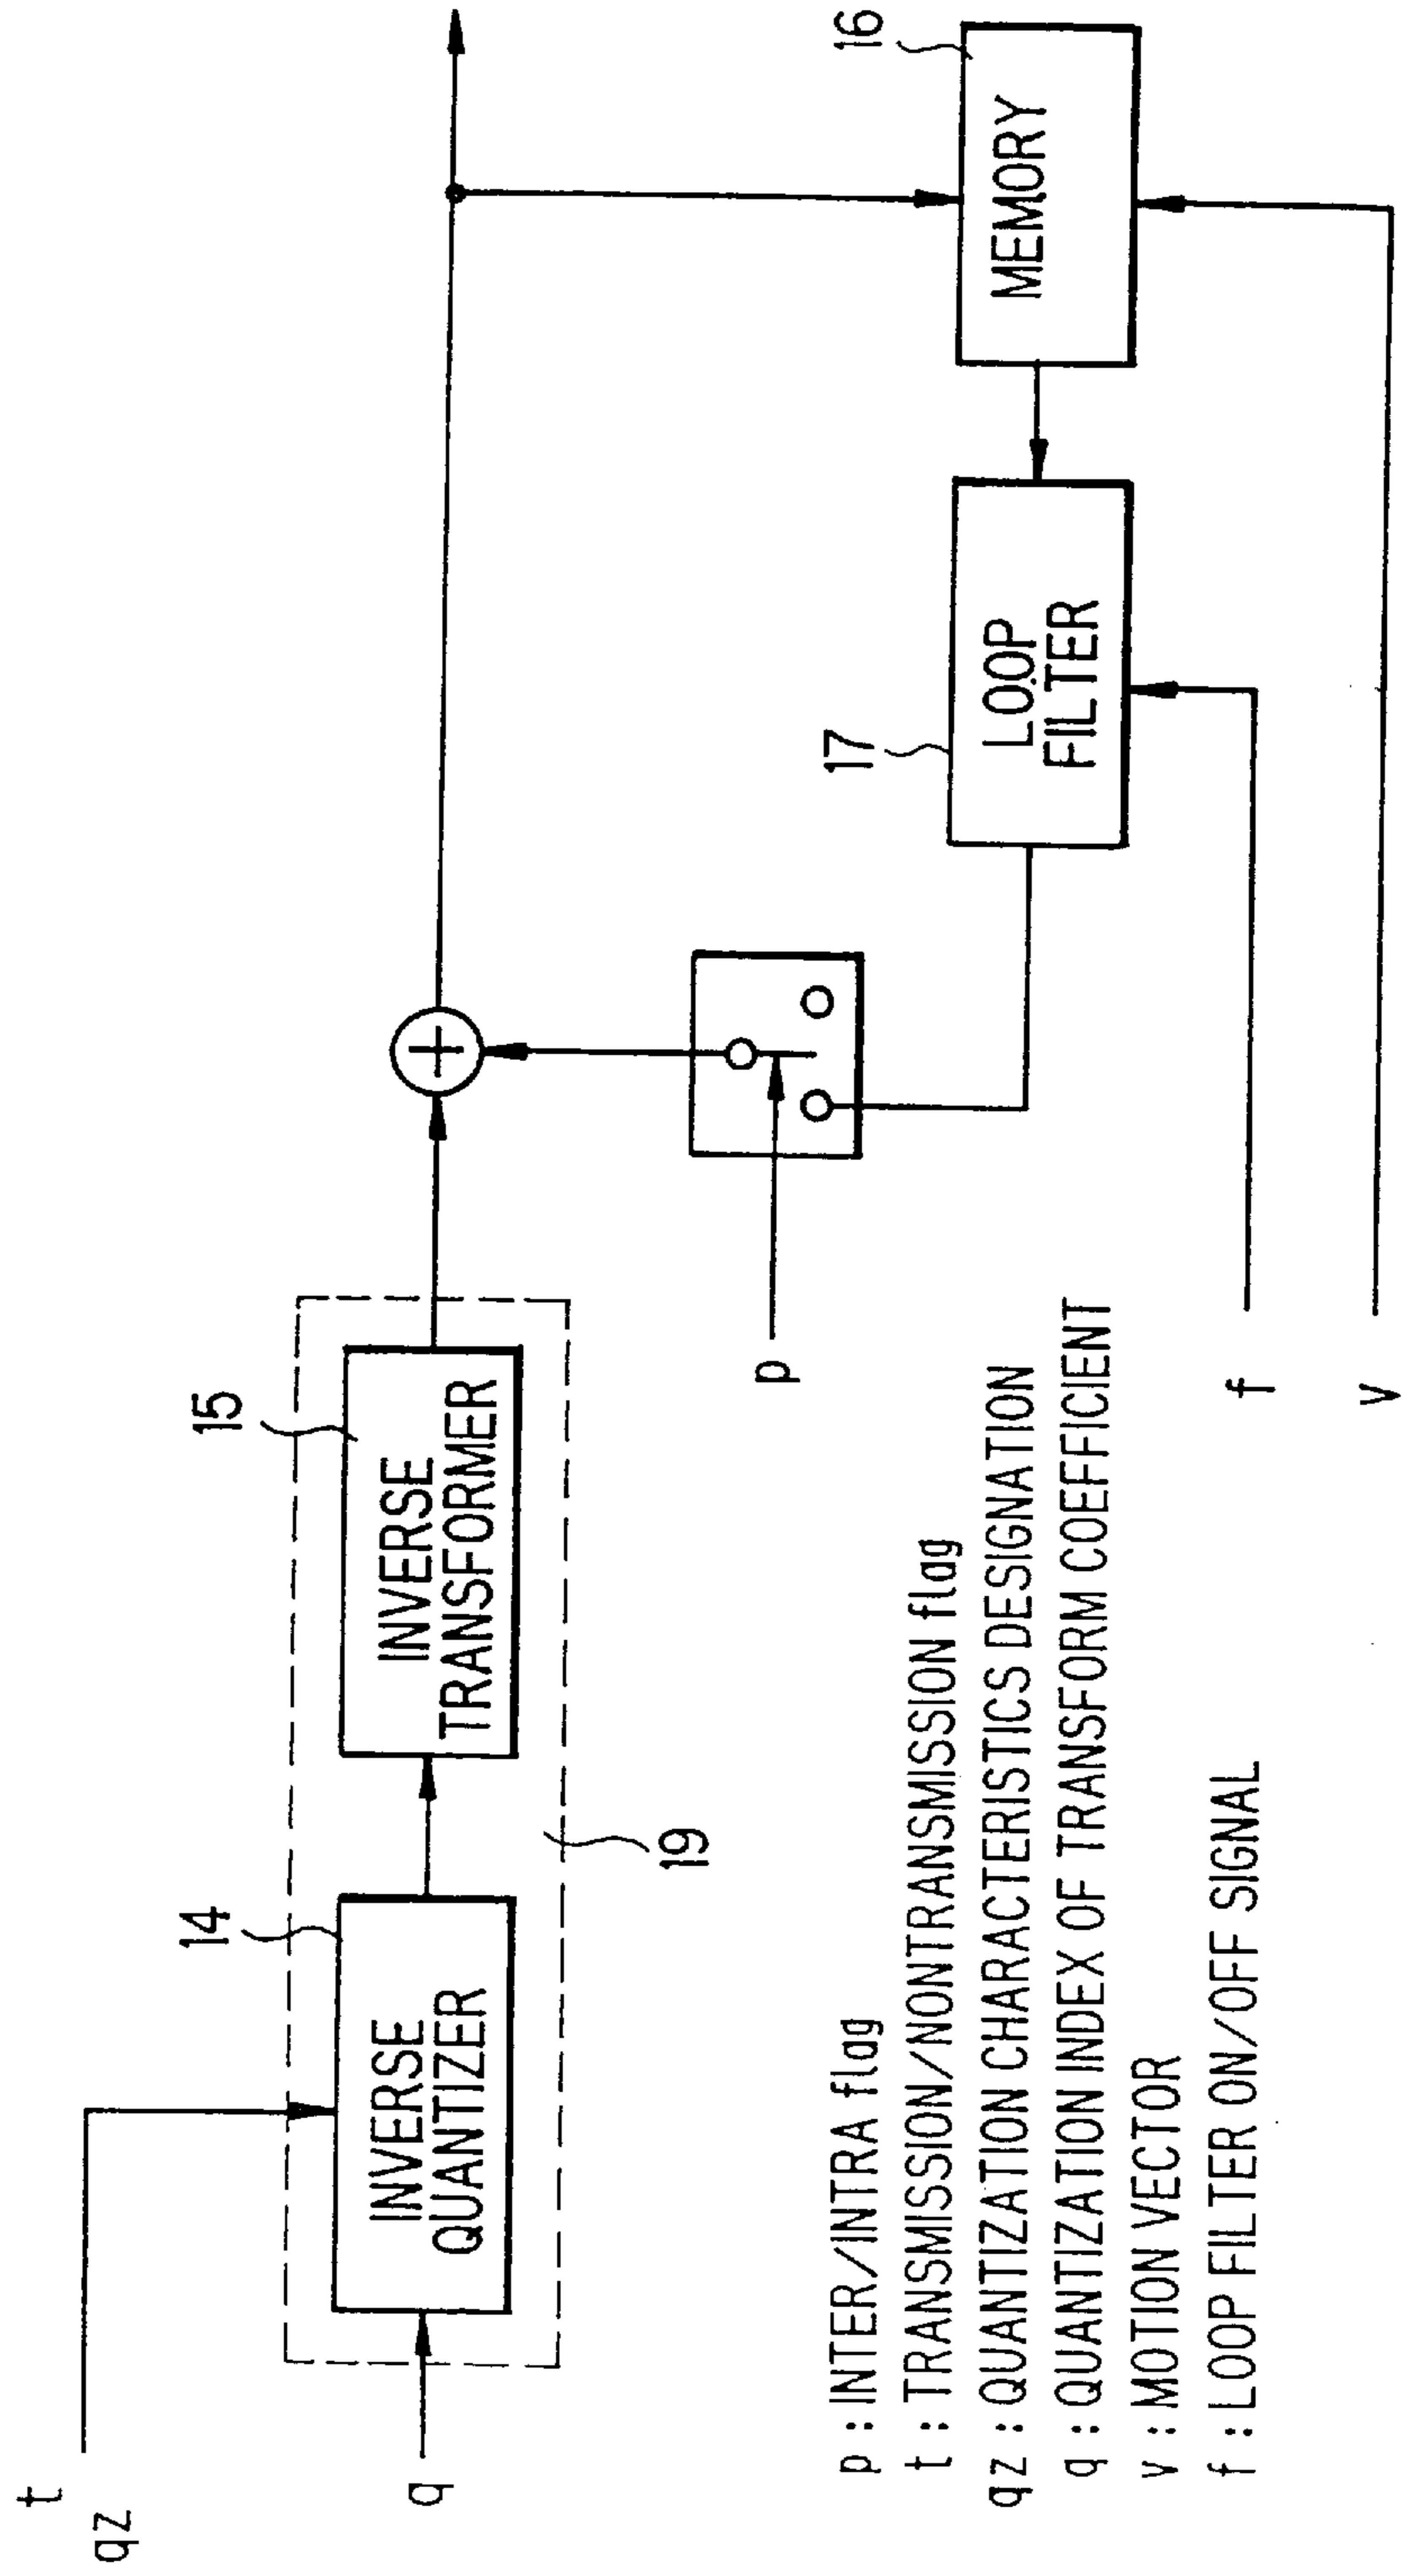 t
qz
q
14
INVERSE
QUANTIZER
15
INVERSE
TRANSFORMER
19
p
17
LOOP
FILTER
16
MEMORY
f
v
p : INTER/INTRA flag
t : TRANSMISSION/NONTRANSMISSION flag
qz : QUANTIZATION CHARACTERISTICS DESIGNATION
q : QUANTIZATION INDEX OF TRANSFORM COEFFICIENT
v : MOTION VECTOR
f : LOOP FILTER ON/OFF SIGNAL